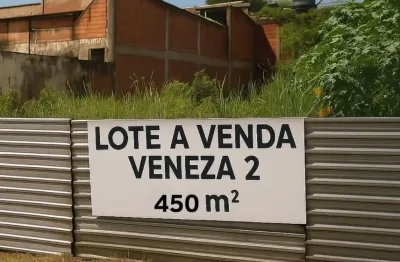 LOTE A VENDA
VENEZA 2
450 m²